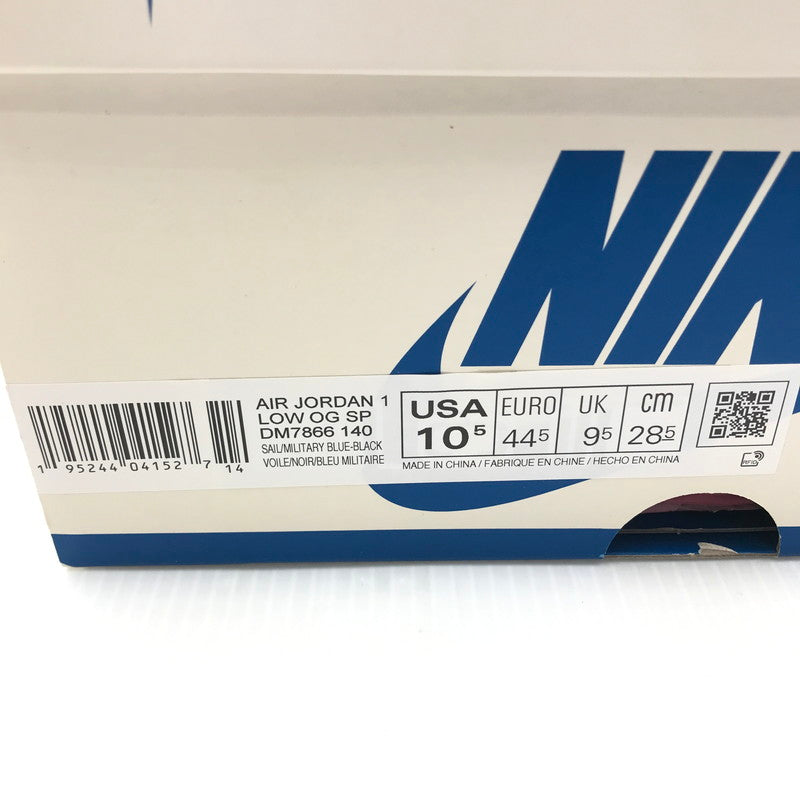 NIK
AIR JORDAN 1
LOW OG SP
DM7866 140
SAIL/MILITARY BLUE-BLACK
VOILE/NOIR/BLEU MILITAIRE
1 95244 04152 7 14
USA 10⁵
EURO 44⁵
UK 9⁵
cm 28⁵
MADE IN CHINA / FABRIQUE EN CHINE / HECHO EN CHINA
RFID